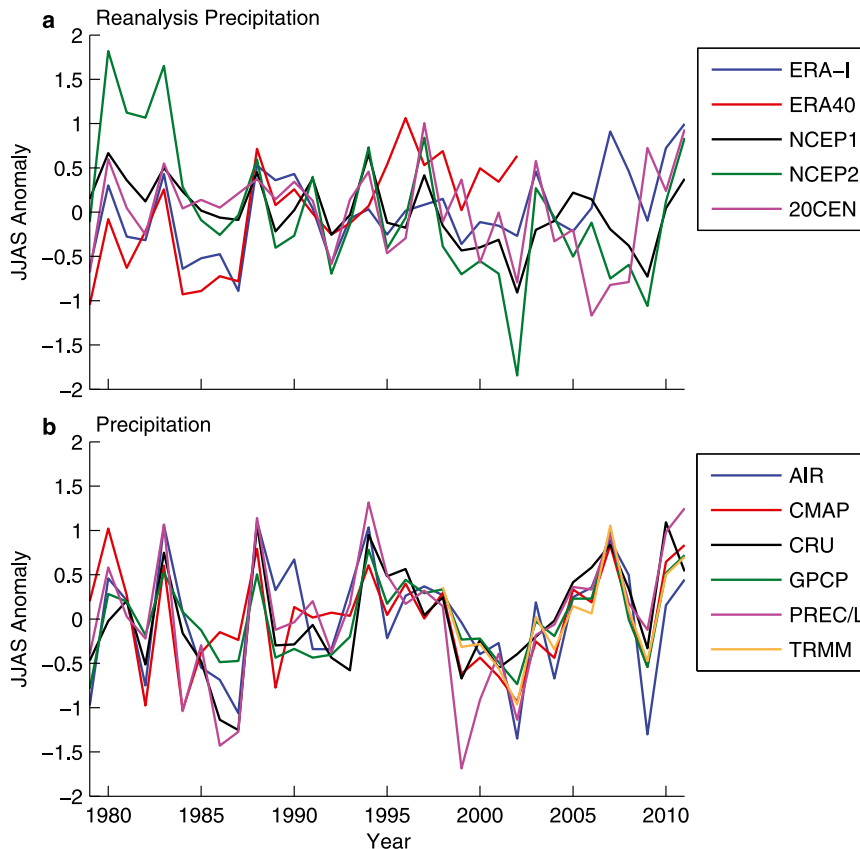 a Reanalysis Precipitation
2
1.5
1
0.5
0
−0.5
−1
−1.5
−2
JJAS Anomaly
ERA−I
ERA40
NCEP1
NCEP2
20CEN
b Precipitation
2
1.5
1
0.5
0
−0.5
−1
−1.5
−2
JJAS Anomaly
AIR
CMAP
CRU
GPCP
PREC/L
TRMM
1980 1985 1990 1995 2000 2005 2010
Year